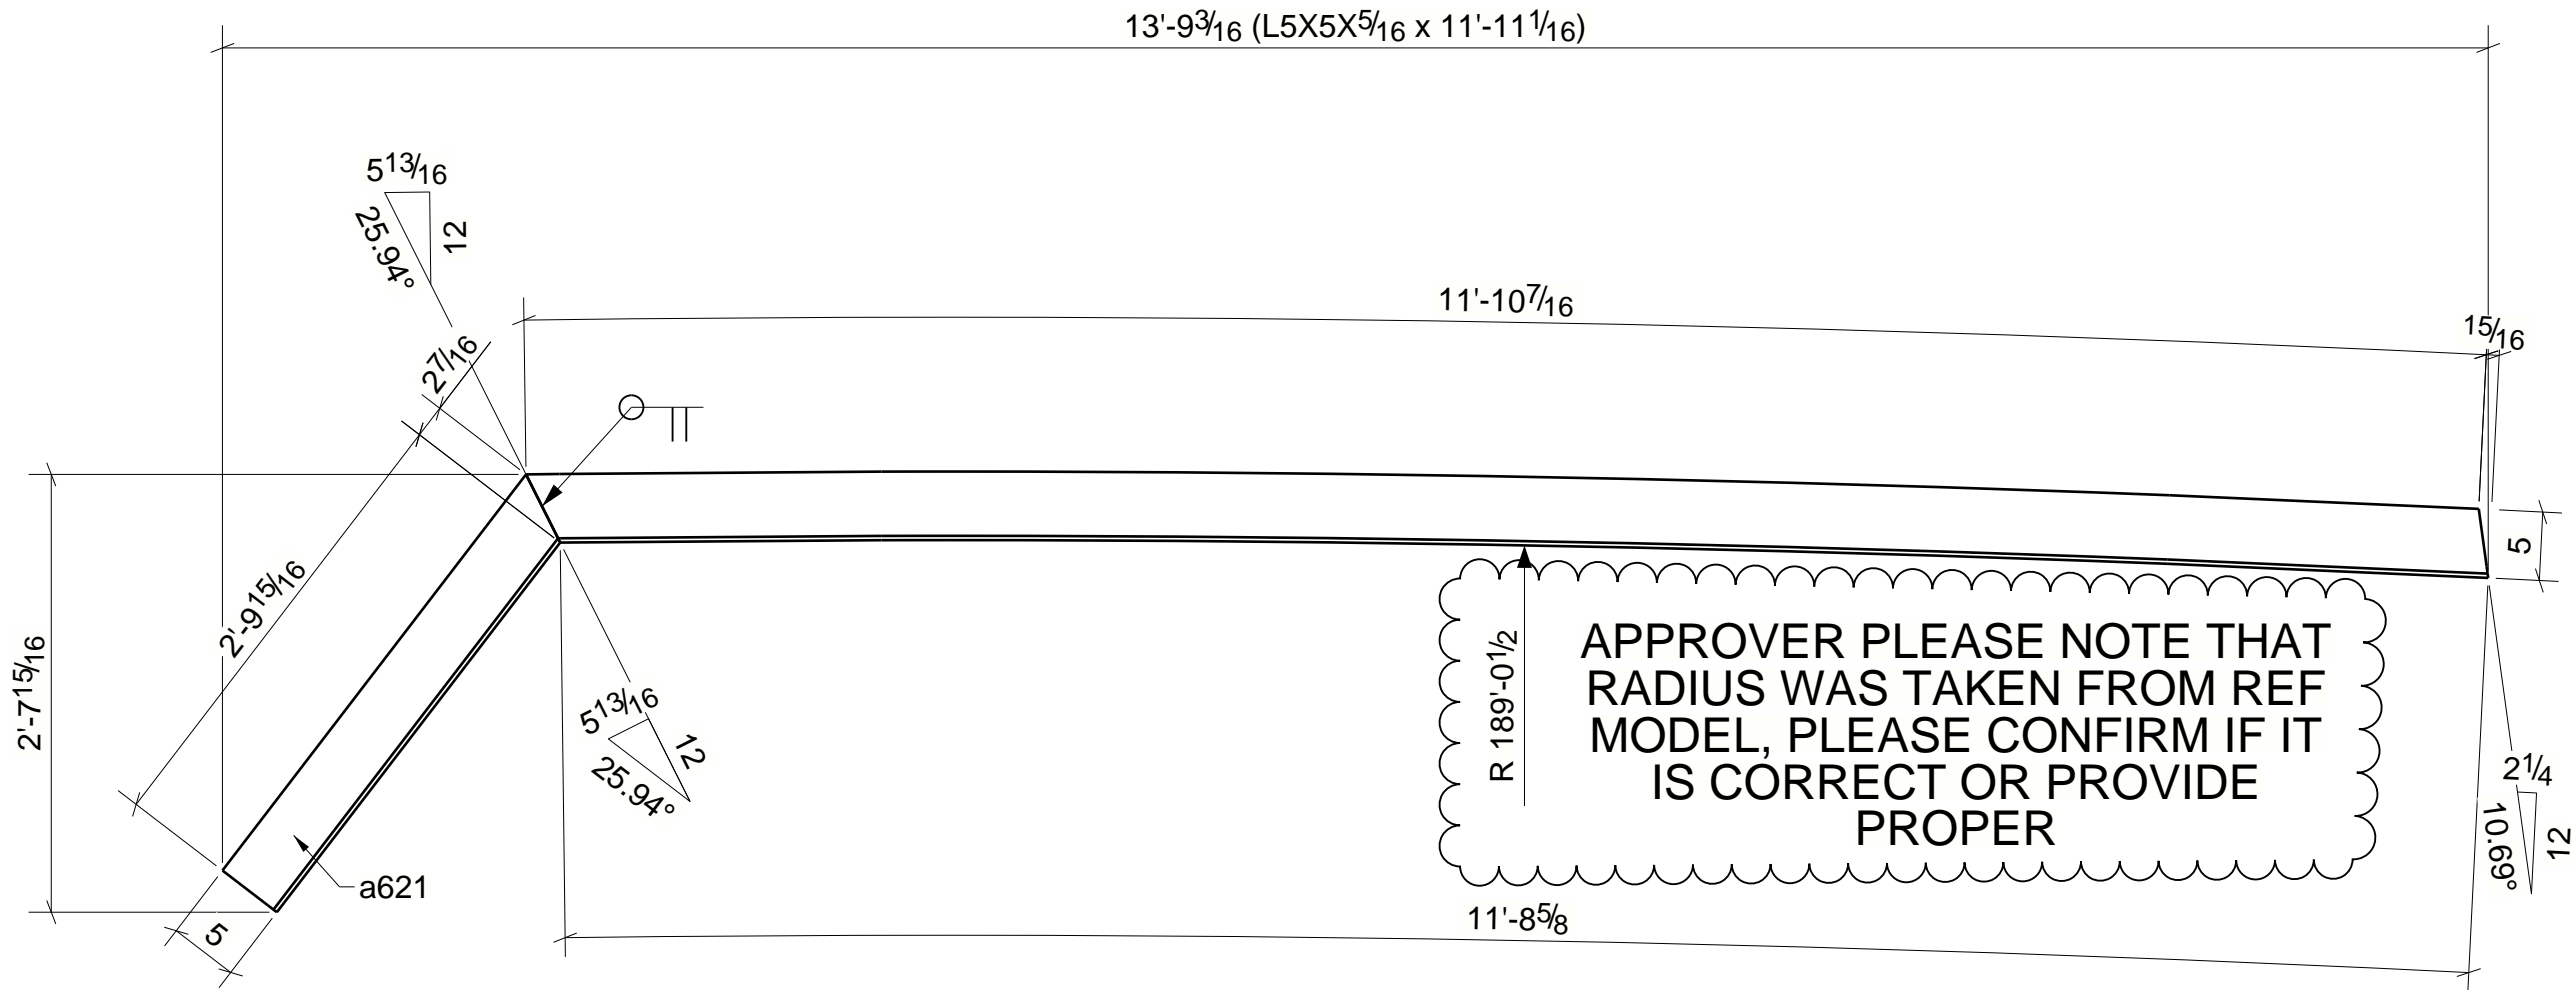 13'-9 3/16 (L5X5X5/16 x 11'-11 1/16)
5 13/16
12
25.94°
11'-10 7/16
15/16
2 7/16
2'-9 15/16
2'-7 15/16
5
5 13/16
12
25.94°
R 189'-0 1/2
APPROVER PLEASE NOTE THAT
RADIUS WAS TAKEN FROM REF
MODEL, PLEASE CONFIRM IF IT
IS CORRECT OR PROVIDE
PROPER
2 1/4
12
10.69°
a621
5
11'-8 5/8